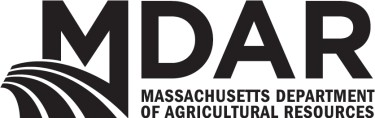 MDAR
MASSACHUSETTS DEPARTMENT
OF AGRICULTURAL RESOURCES